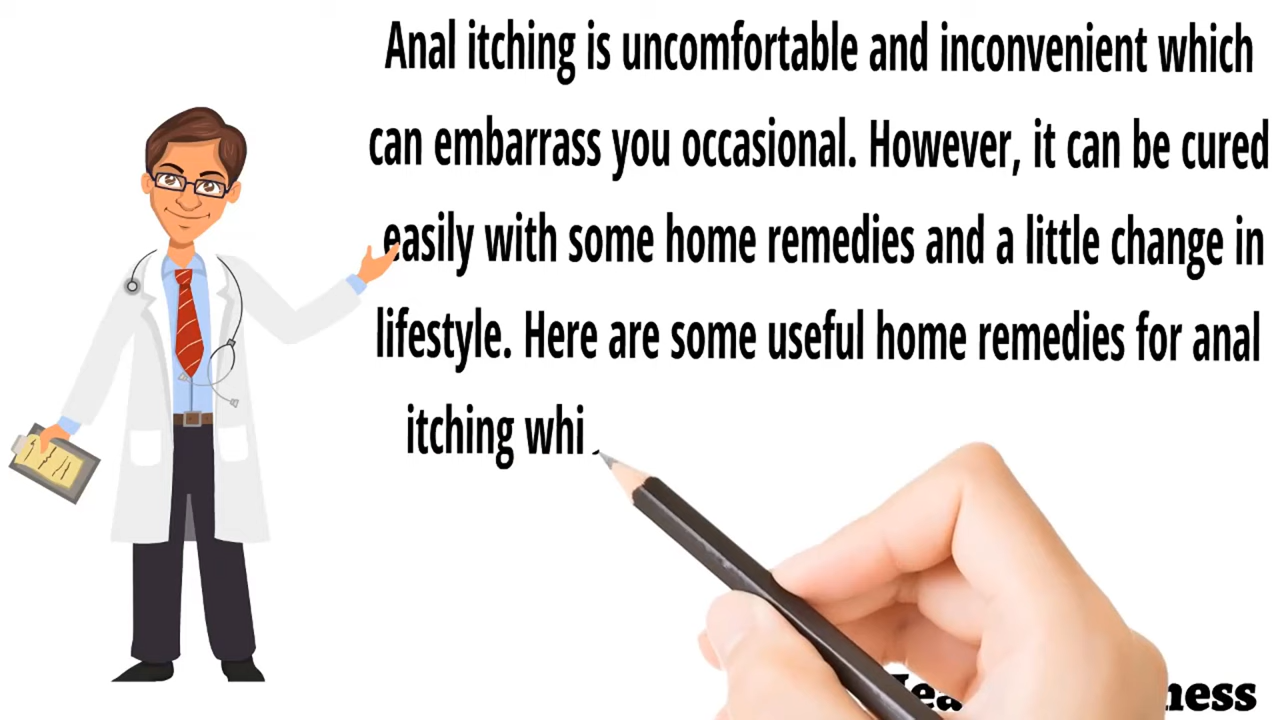 Anal itching is uncomfortable and inconvenient which
can embarrass you occasional. However, it can be cured
easily with some home remedies and a little change in
lifestyle. Here are some useful home remedies for anal
itching whi